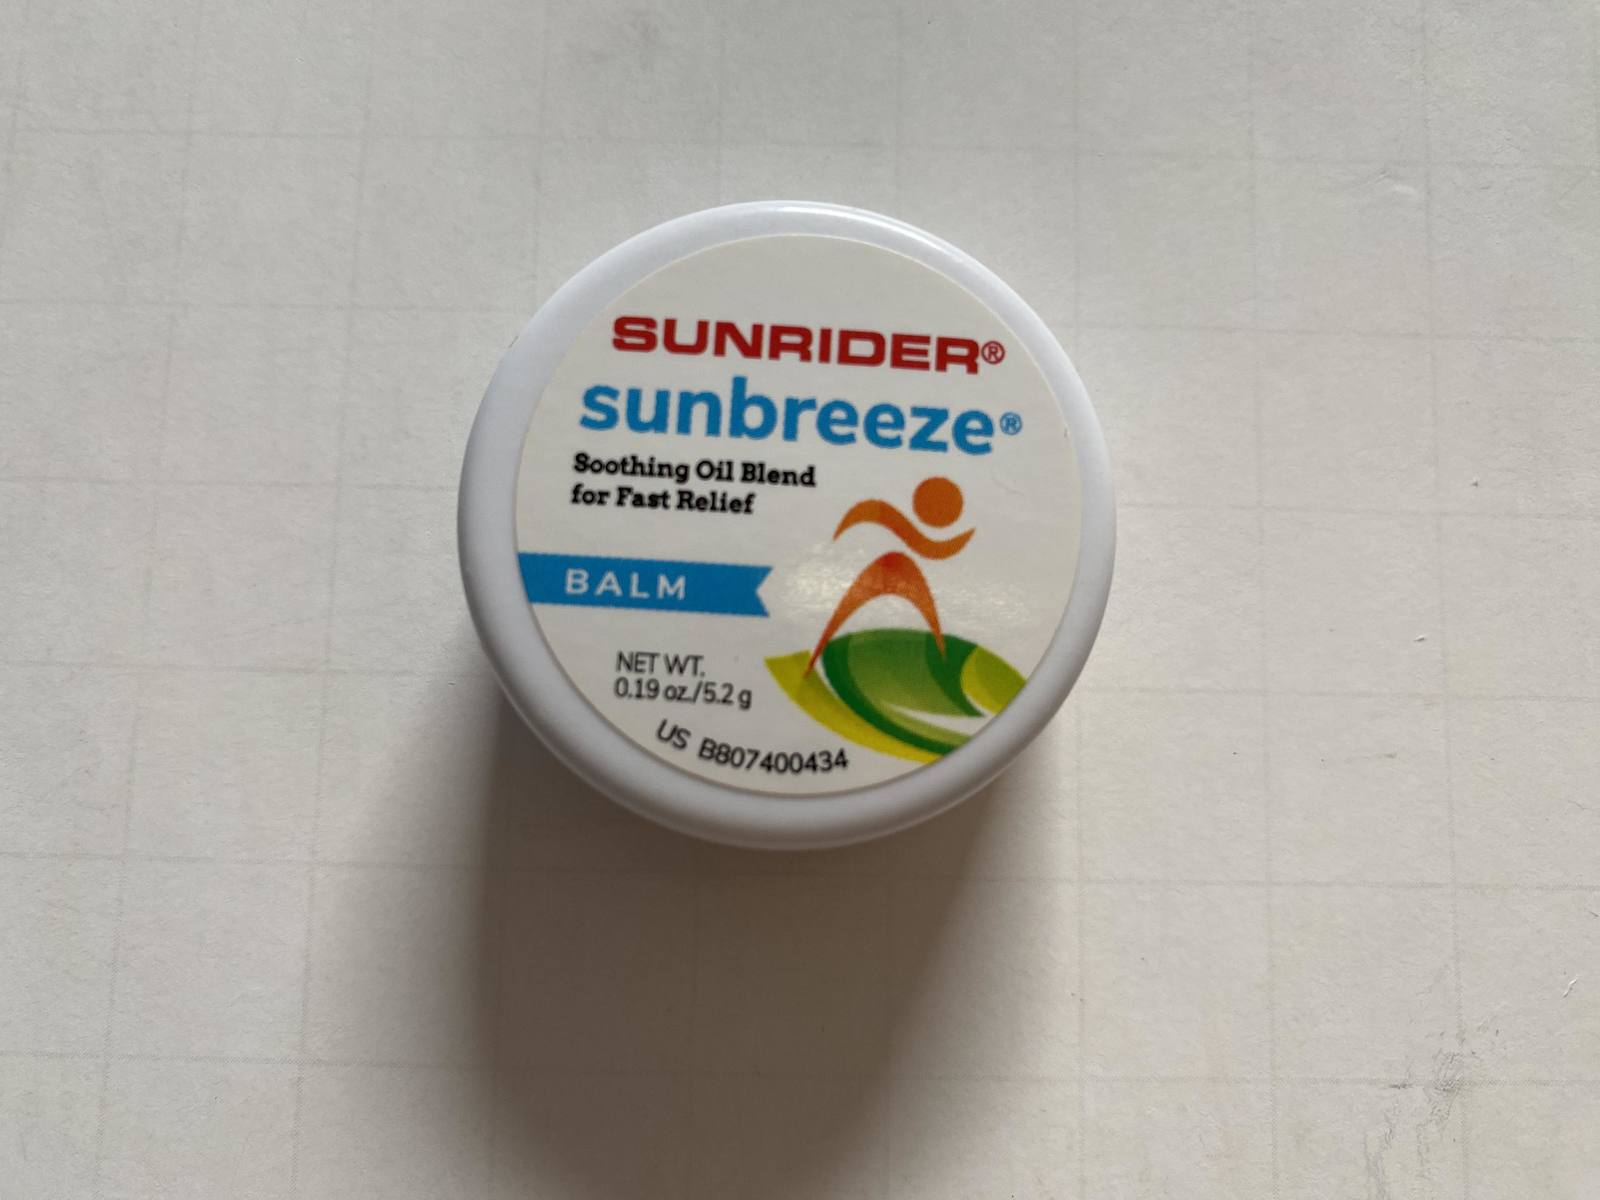 SUNRIDER®
sunbreeze®
Soothing Oil Blend
for Fast Relief
BALM
NET WT.
0.19 oz./5.2 g
US B807400434